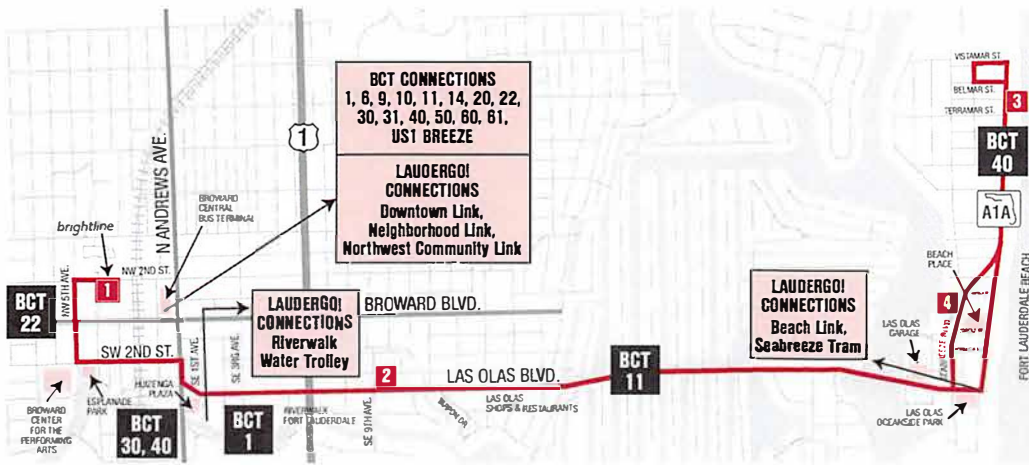 VISTAMAR ST.
BELMAR ST.
TERRAMAR ST.
3
BCT
40
A1A
BCT CONNECTIONS
1, 6, 9, 10, 11, 14, 20, 22,
30, 31, 40, 50, 60, 61,
US1 BREEZE
LAUDERGO!
CONNECTIONS
Downtown Link,
Neighborhood Link,
Northwest Community Link
1
N ANDREWS AVE.
BROWARD
CENTRAL
BUS TERMINAL
brightline
NW 5TH AVE.
NW 2ND ST.
1
BCT
22
LAUDERGO!
CONNECTIONS
Riverwalk
Water Trolley
BROWARD BLVD.
LAUDERGO!
CONNECTIONS
Beach Link,
Seabreeze Tram
BEACH
PLACE
4
LAS OLAS
GARAGE
FORT LAUDERDALE BEACH
SW 2ND ST.
SE 1ST AVE.
SE 3RD AVE.
2
LAS OLAS BLVD.
BCT
11
HUIZENGA
PLAZA
ESPLANADE
PARK
BROWARD
CENTER
FOR THE
PERFORMING
ARTS
BCT
30, 40
BCT
1
RIVERWALK
FORT LAUDERDALE
SE 9TH AVE.
LAS OLAS
SHOPS & RESTAURANTS
LAS OLAS
OCEANSIDE PARK